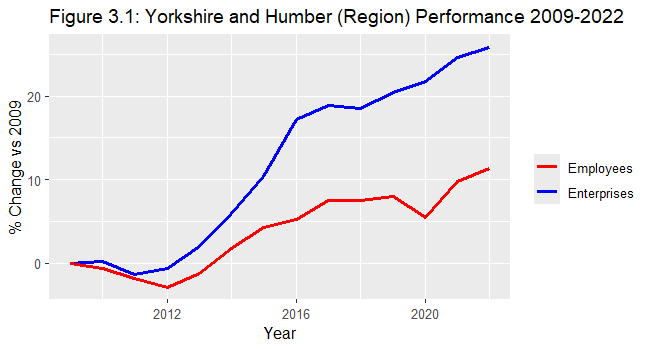 Figure 3.1: Yorkshire and Humber (Region) Performance 2009-2022
% Change vs 2009
20
10
0
2012 2016 2020
Year
Employees
Enterprises